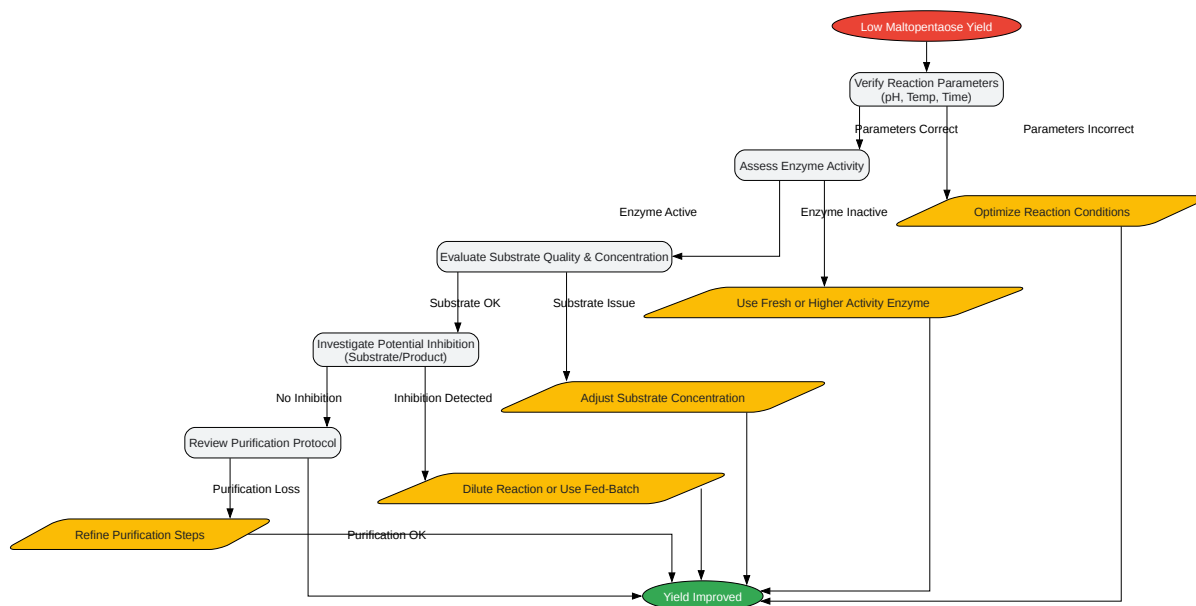 Low Maltopentaose Yield
Verify Reaction Parameters
(pH, Temp, Time)
Parameters Correct
Parameters Incorrect
Assess Enzyme Activity
Enzyme Active
Enzyme Inactive
Optimize Reaction Conditions
Evaluate Substrate Quality & Concentration
Substrate OK
Substrate Issue
Use Fresh or Higher Activity Enzyme
Investigate Potential Inhibition
(Substrate/Product)
No Inhibition
Inhibition Detected
Adjust Substrate Concentration
Review Purification Protocol
Purification Loss
Dilute Reaction or Use Fed-Batch
Refine Purification Steps
Purification OK
Yield Improved